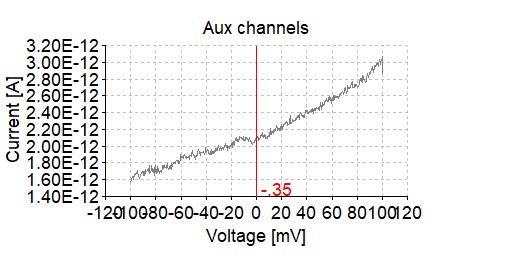 Aux channels
3.20E-12
3.00E-12
2.80E-12
2.60E-12
2.40E-12
2.20E-12
2.00E-12
1.80E-12
1.60E-12
1.40E-12
Current [A]
-.35
-120 -100 -80 -60 -40 -20 0 20 40 60 80 100 120
Voltage [mV]